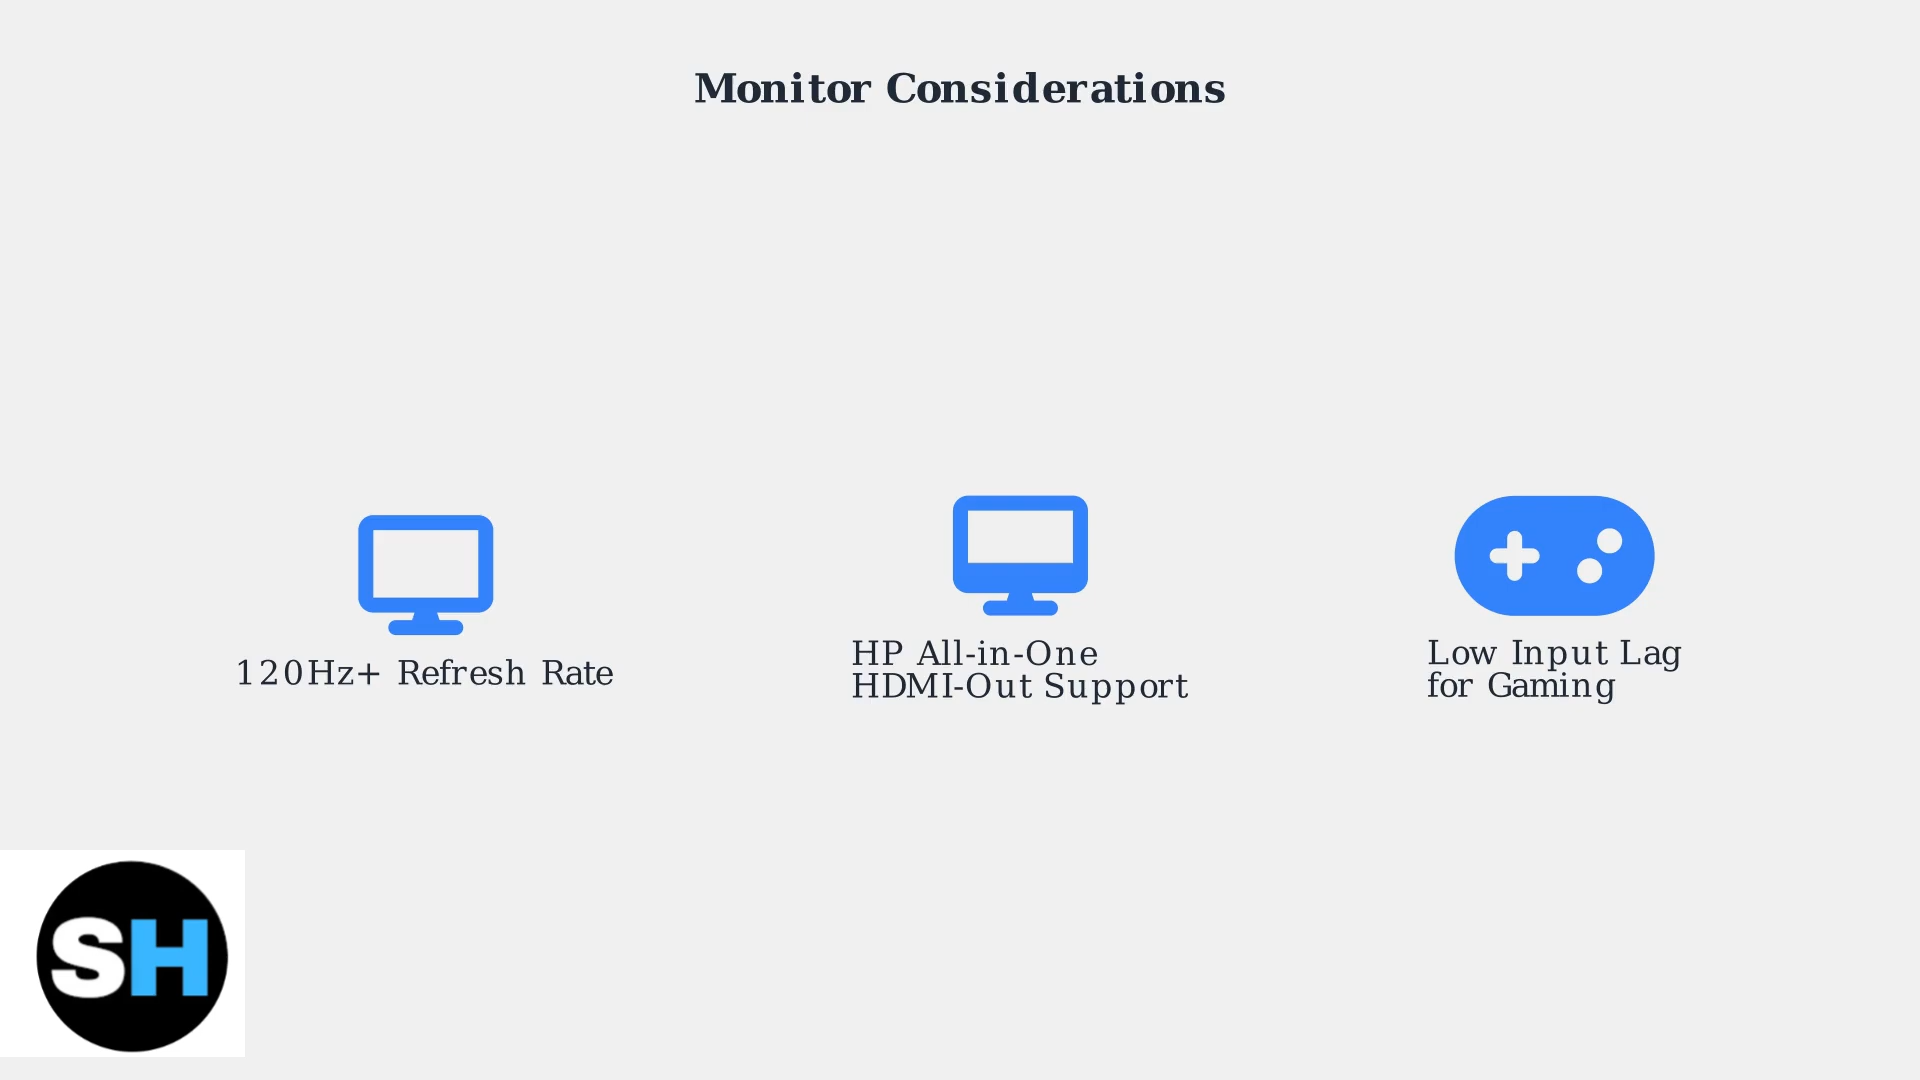 Monitor Considerations
120Hz+ Refresh Rate
HP All-in-One
HDMI-Out Support
Low Input Lag
for Gaming
SH